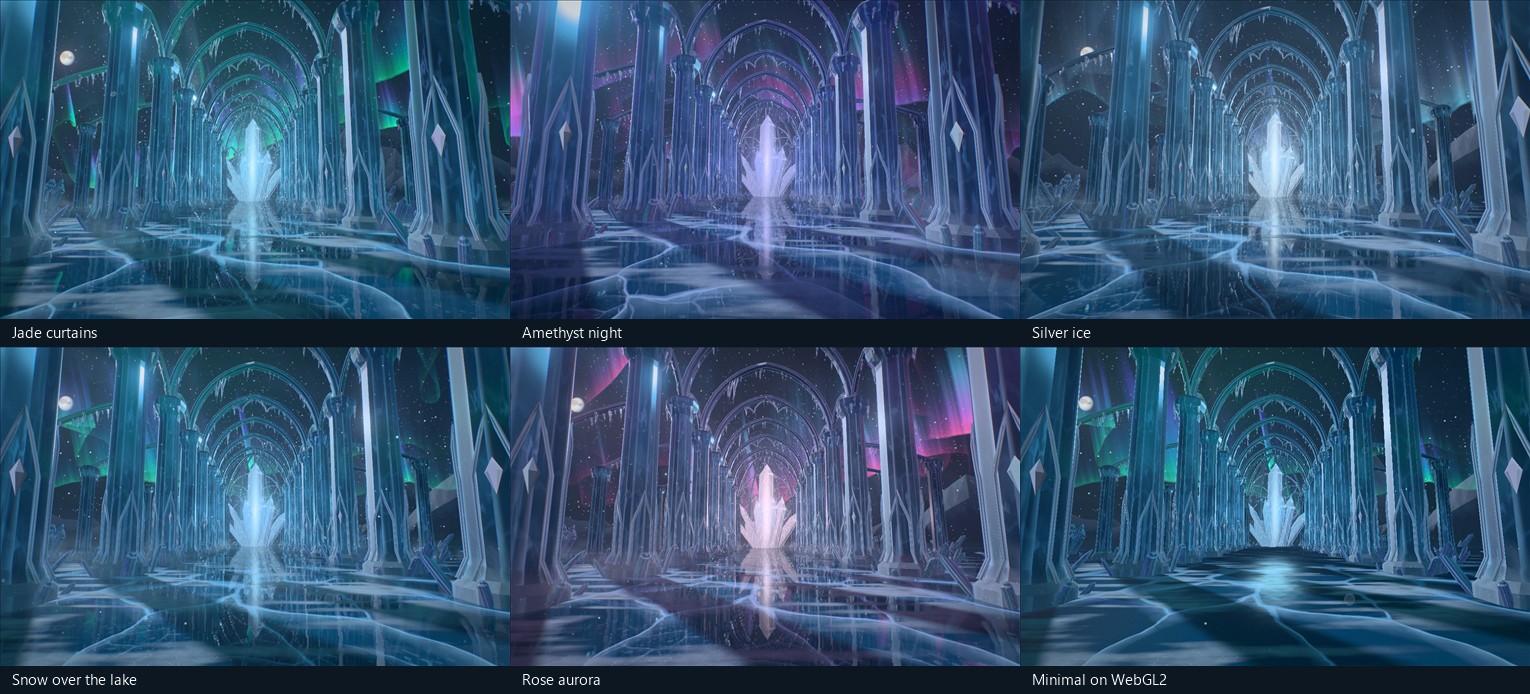 Jade curtains
Amethyst night
Silver ice
Snow over the lake
Rose aurora
Minimal on WebGL2